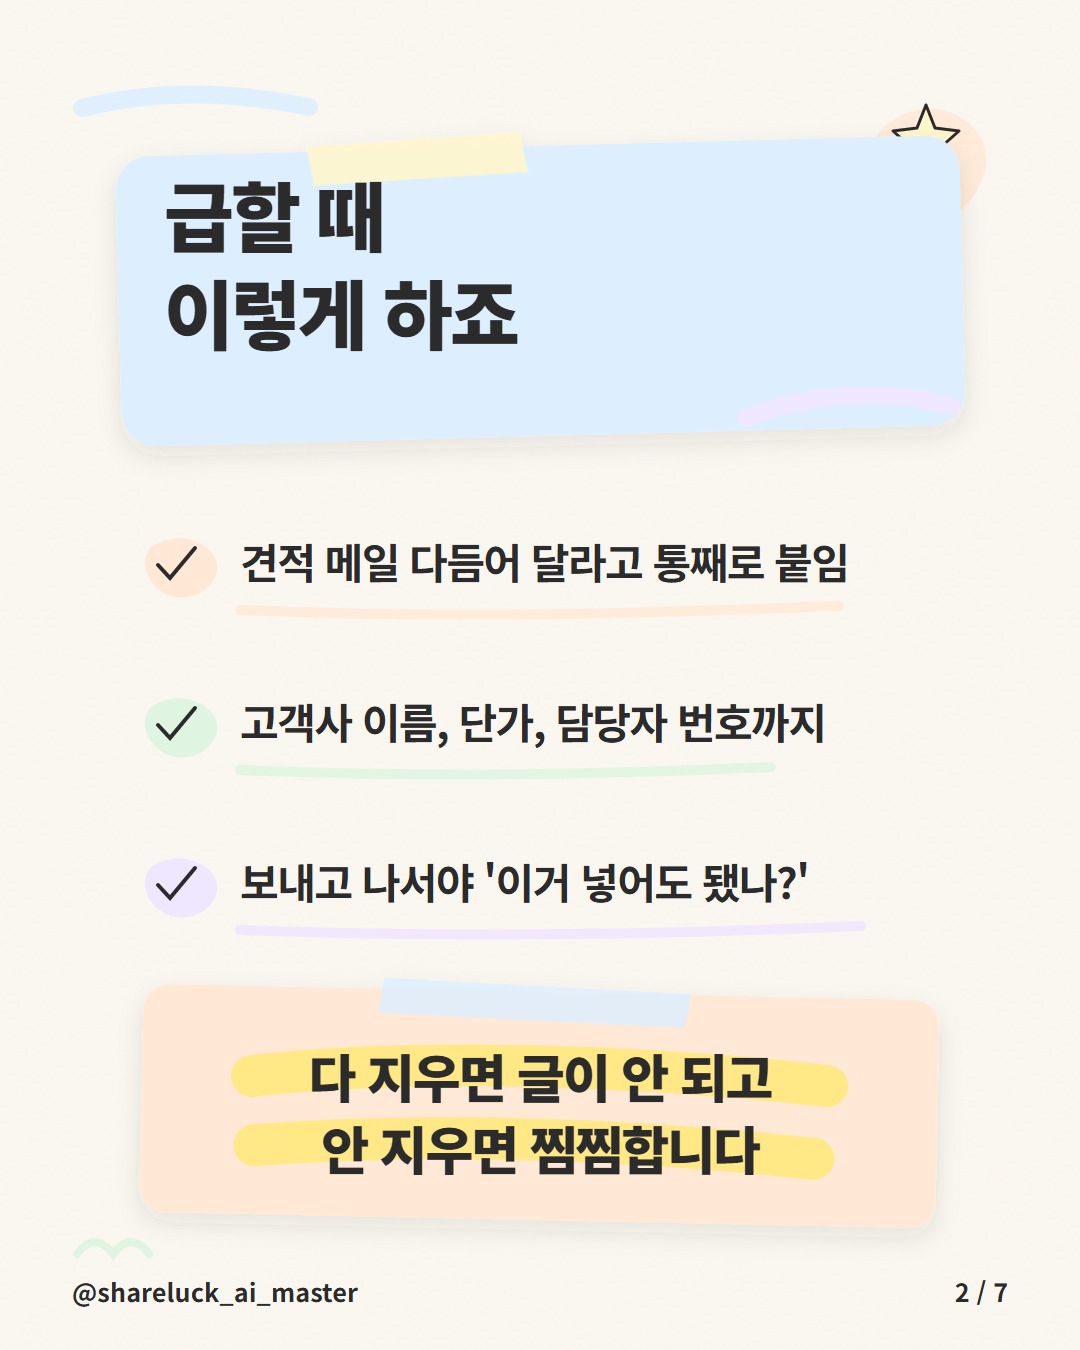 급할 때
이렇게 하죠
견적 메일 다듬어 달라고 통째로 붙임
고객사 이름, 단가, 담당자 번호까지
보내고 나서야 '이거 넣어도 됐나?'
다 지우면 글이 안 되고
안 지우면 찜찜합니다
@shareluck_ai_master
2 / 7